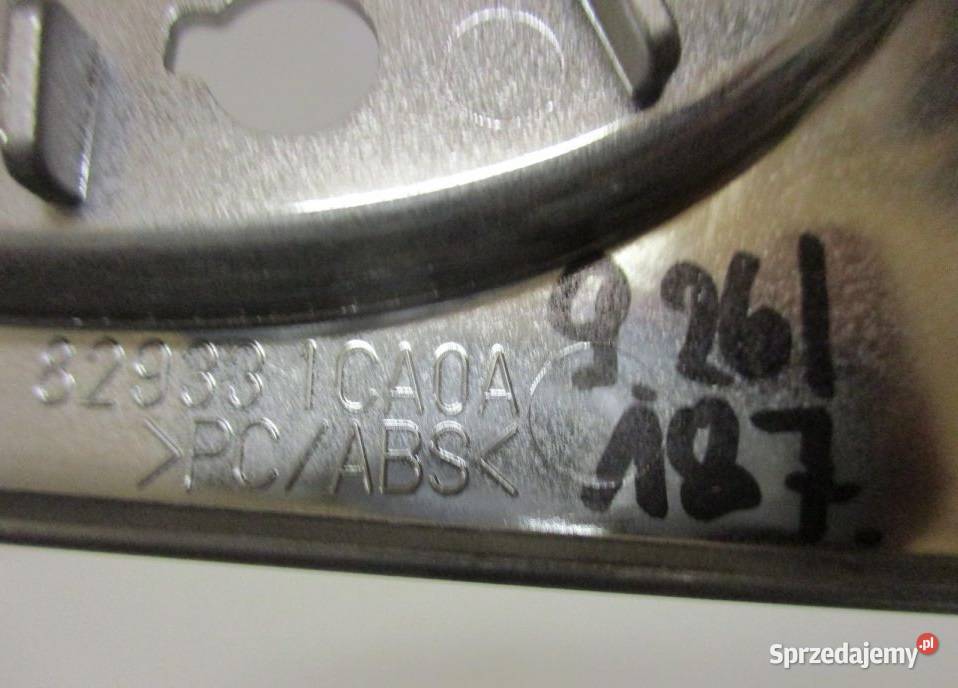 82933 1CA0A
>PC/ABS<
9.261
187.
Sprzedajemy.pl